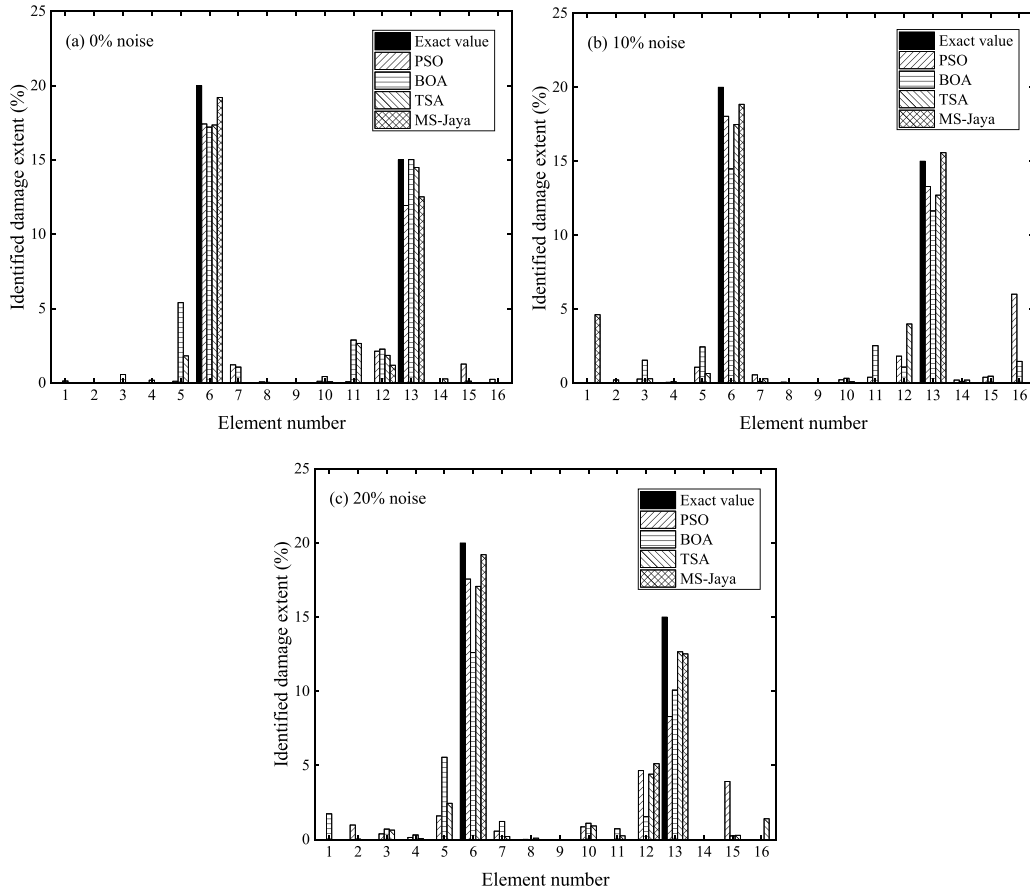 25
20
15
10
5
0
Identified damage extent (%)
(a) 0% noise
Exact value
PSO
BOA
TSA
MS-Jaya
1 2 3 4 5 6 7 8 9 10 11 12 13 14 15 16
Element number
25
20
15
10
5
0
Identified damage extent (%)
(b) 10% noise
Exact value
PSO
BOA
TSA
MS-Jaya
1 2 3 4 5 6 7 8 9 10 11 12 13 14 15 16
Element number
25
20
15
10
5
0
Identified damage extent (%)
(c) 20% noise
Exact value
PSO
BOA
TSA
MS-Jaya
1 2 3 4 5 6 7 8 9 10 11 12 13 14 15 16
Element number